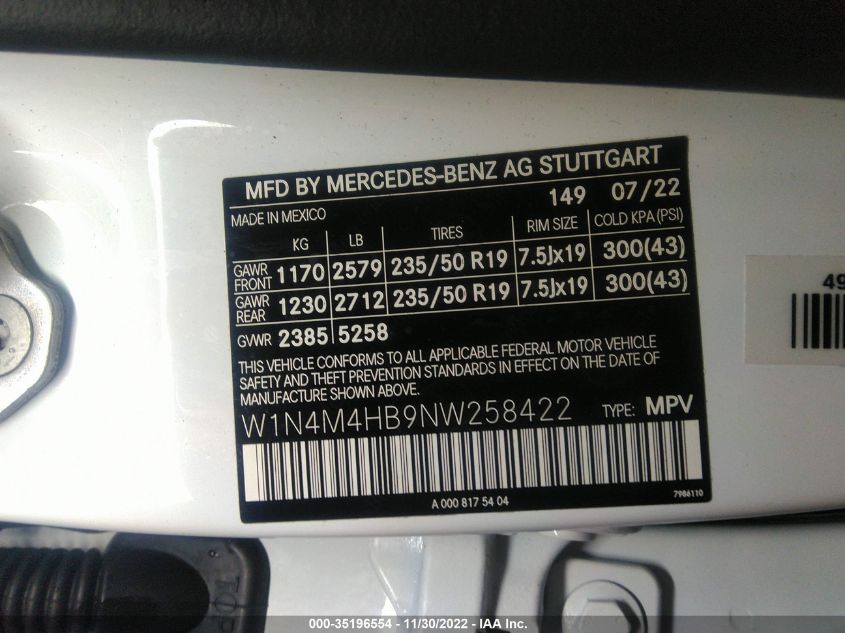 MFD BY MERCEDES-BENZ AG STUTTGART
149 07/22
MADE IN MEXICO
KG LB TIRES RIM SIZE COLD KPA (PSI)
GAWR FRONT 1170 2579 235/50 R19 7.5Jx19 300(43)
GAWR REAR 1230 2712 235/50 R19 7.5Jx19 300(43)
GVWR 2385 5258
THIS VEHICLE CONFORMS TO ALL APPLICABLE FEDERAL MOTOR VEHICLE
SAFETY AND THEFT PREVENTION STANDARDS IN EFFECT ON THE DATE OF
MANUFACTURE SHOWN ABOVE.
W1N4M4HB9NW258422 TYPE: MPV
A 000 817 54 04 7986110
49
TOP
000-35196554 - 11/30/2022 - IAA Inc.